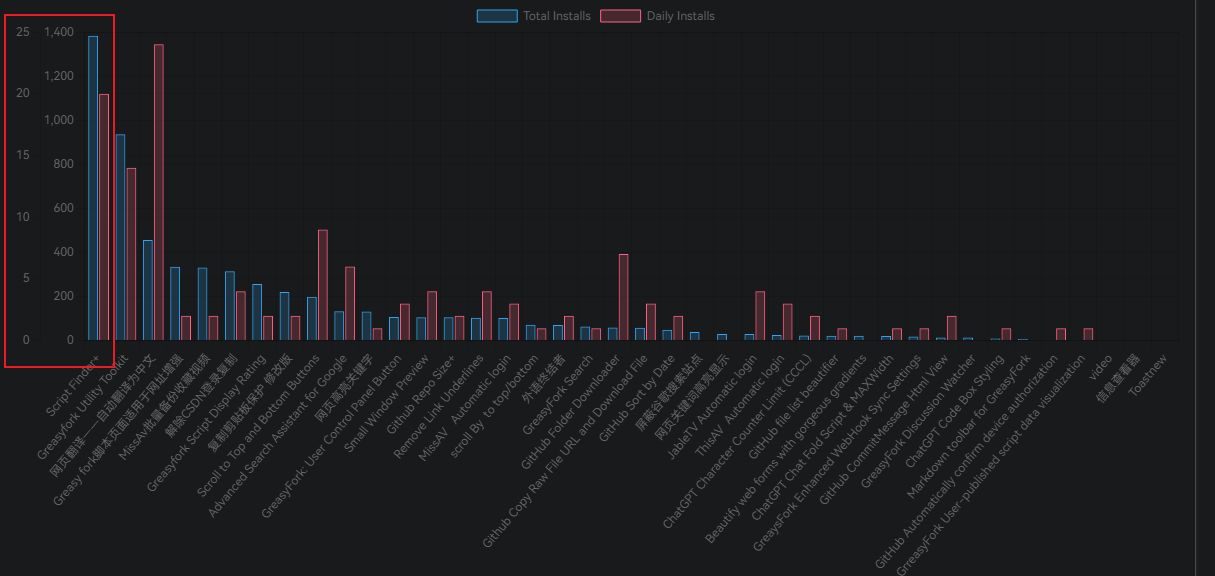 Total Installs
Daily Installs
25
20
15
10
5
0
1,400
1,200
1,000
800
600
400
200
0
Script Finder+
Greasyfork Utility Toolkit
网页翻译——自动翻译为中文
Greasy fork脚本页面适用于网址增强
MissAv批量备份收藏视频
解除CSDN登录复制
Greasyfork Script Display Rating
复制剪贴板保护 修改版
Scroll to Top and Bottom Buttons
Advanced Search Assistant for Google
网页高亮关键字
GreasyFork: User Control Panel Button
Small Window Preview
Github Repo Size+
Remove Link Underlines
MissAV Automatic login
scroll By to top/bottom
外语终结者
GreasyFork Search
GitHub Folder Downloader
Github Copy Raw File URL and Download File
GitHub Sort by Date
屏蔽谷歌搜索站点
网页关键词高亮显示
JableTV Automatic login
ThisAV Automatic login
ChatGPT Character Counter Limit (CCCL)
GitHub file list beautifier
Beautify web forms with gorgeous gradients
ChatGPT Chat Fold Script & MAXWidth
GreaysFork Enhanced WebHook Sync Settings
GitHub CommitMessage Html View
GreasyFork Discussion Watcher
ChatGPT Code Box Styling
Markdown toolbar for GreasyFork
GitHub Automatically confirm device authorization
GrreasyFork User-published script data visualization
video
信息查看器
Toastnew